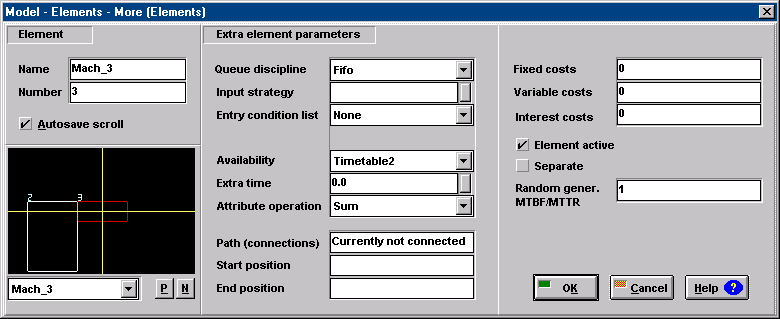 Model - Elements - More (Elements)
Element
Name Mach_3
Number 3
Autosave scroll
2 3
Mach_3 P N
Extra element parameters
Queue discipline Fifo
Input strategy
Entry condition list None
Availability Timetable2
Extra time 0.0
Attribute operation Sum
Path (connections) Currently not connected
Start position
End position
Fixed costs 0
Variable costs 0
Interest costs 0
Element active
Separate
Random gener. 1
MTBF/MTTR
OK Cancel Help ?